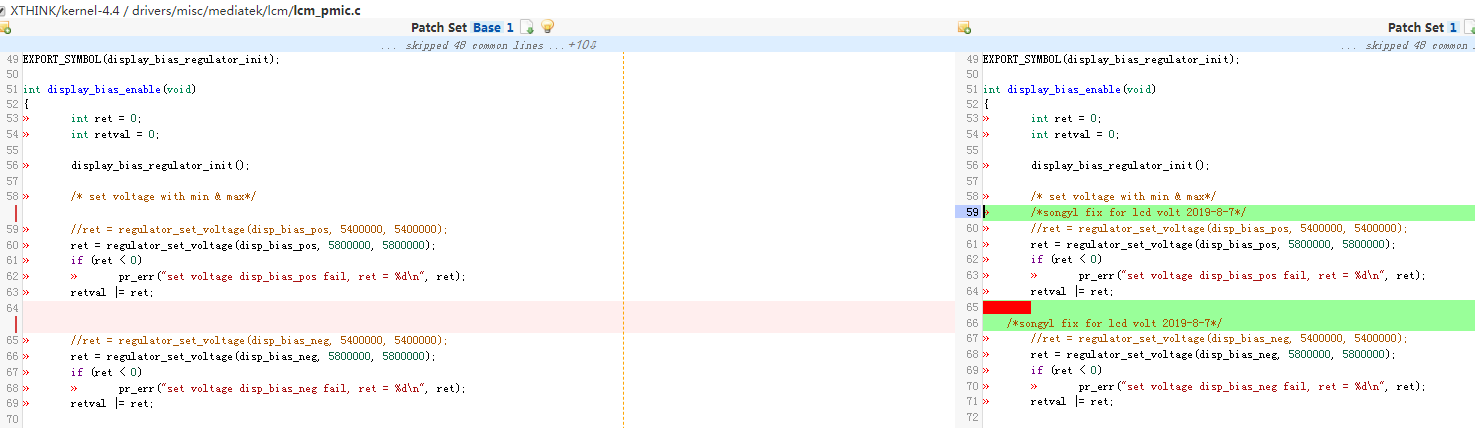 XTHINK/kernel-4.4 / drivers/misc/mediatek/lcm/lcm_pmic.c
Patch Set Base 1
... skipped 48 common lines ...+10⇩
49 EXPORT_SYMBOL(display_bias_regulator_init);
50
51 int display_bias_enable(void)
52 {
53 » int ret = 0;
54 » int retval = 0;
55
56 » display_bias_regulator_init();
57
58 » /* set voltage with min & max*/
59 » //ret = regulator_set_voltage(disp_bias_pos, 5400000, 5400000);
60 » ret = regulator_set_voltage(disp_bias_pos, 5800000, 5800000);
61 » if (ret < 0)
62 » » pr_err("set voltage disp_bias_pos fail, ret = %d\n", ret);
63 » retval |= ret;
64
65 » //ret = regulator_set_voltage(disp_bias_neg, 5400000, 5400000);
66 » ret = regulator_set_voltage(disp_bias_neg, 5800000, 5800000);
67 » if (ret < 0)
68 » » pr_err("set voltage disp_bias_neg fail, ret = %d\n", ret);
69 » retval |= ret;
70
Patch Set 1
... skipped 48 common
49 EXPORT_SYMBOL(display_bias_regulator_init);
50
51 int display_bias_enable(void)
52 {
53 » int ret = 0;
54 » int retval = 0;
55
56 » display_bias_regulator_init();
57
58 » /* set voltage with min & max*/
59 » /*songyl fix for lcd volt 2019-8-7*/
60 » //ret = regulator_set_voltage(disp_bias_pos, 5400000, 5400000);
61 » ret = regulator_set_voltage(disp_bias_pos, 5800000, 5800000);
62 » if (ret < 0)
63 » » pr_err("set voltage disp_bias_pos fail, ret = %d\n", ret);
64 » retval |= ret;
65
66 /*songyl fix for lcd volt 2019-8-7*/
67 » //ret = regulator_set_voltage(disp_bias_neg, 5400000, 5400000);
68 » ret = regulator_set_voltage(disp_bias_neg, 5800000, 5800000);
69 » if (ret < 0)
70 » » pr_err("set voltage disp_bias_neg fail, ret = %d\n", ret);
71 » retval |= ret;
72